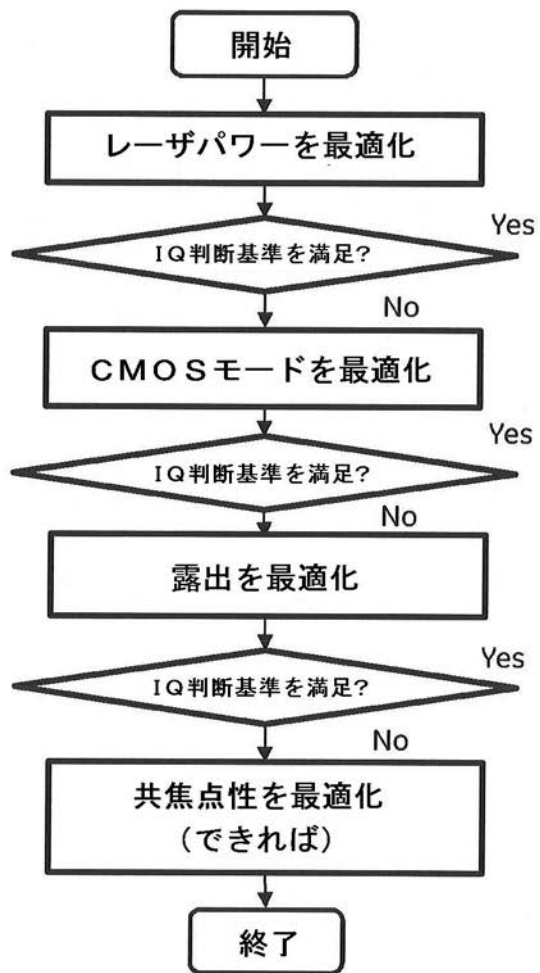 開始
レーザパワーを最適化
IQ判断基準を満足?
Yes
No
CMOSモードを最適化
Yes
IQ判断基準を満足?
No
露出を最適化
Yes
IQ判断基準を満足?
No
共焦点性を最適化
(できれば)
終了